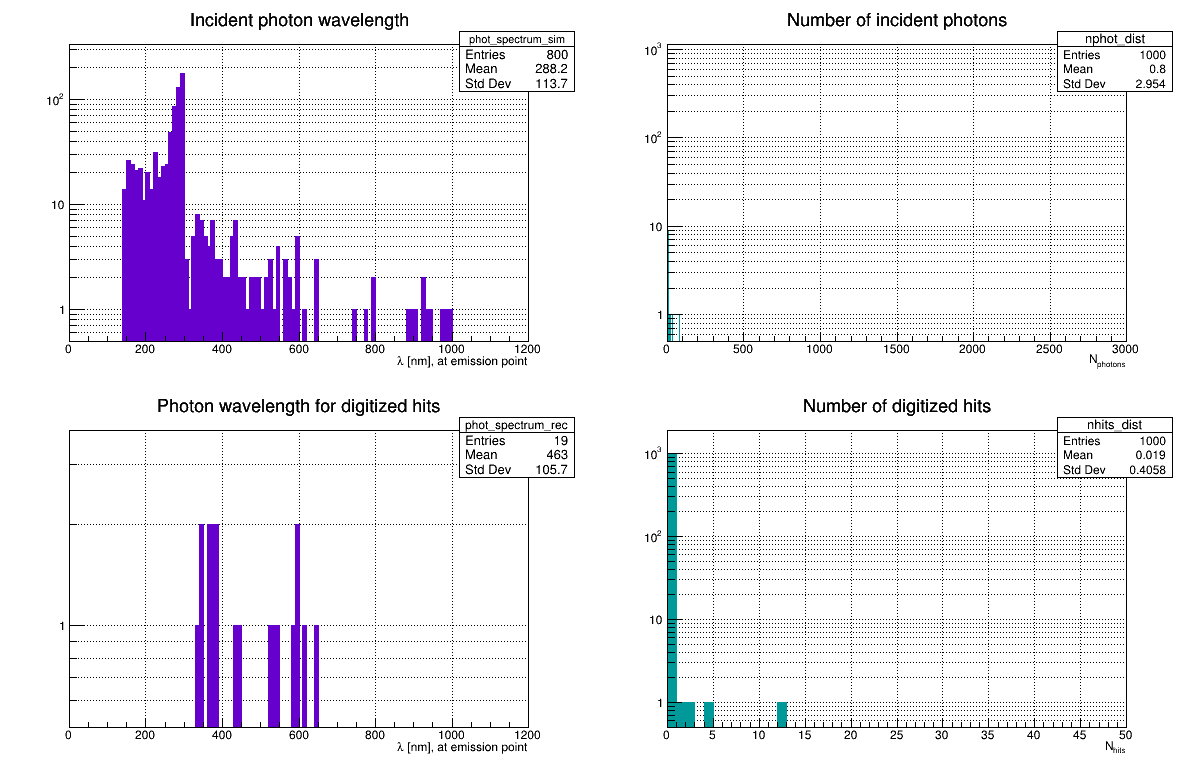 Incident photon wavelength
phot_spectrum_sim
Entries 800
Mean 288.2
Std Dev 113.7
10²
10
1
0 200 400 600 800 1000 1200
λ [nm], at emission point
Number of incident photons
nphot_dist
Entries 1000
Mean 0.8
Std Dev 2.954
10³
10²
10
1
0 500 1000 1500 2000 2500 3000
N_photons
Photon wavelength for digitized hits
phot_spectrum_rec
Entries 19
Mean 463
Std Dev 105.7
1
0 200 400 600 800 1000 1200
λ [nm], at emission point
Number of digitized hits
nhits_dist
Entries 1000
Mean 0.019
Std Dev 0.4058
10³
10²
10
1
0 5 10 15 20 25 30 35 40 45 50
N_hits